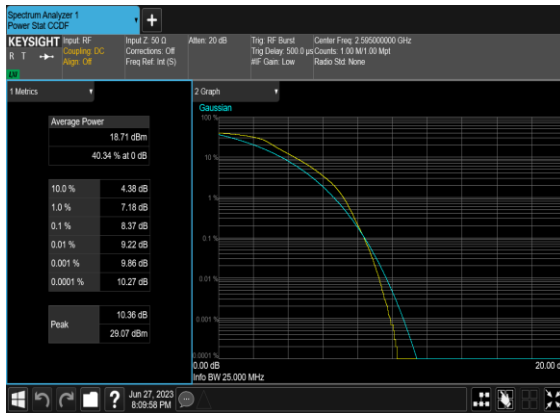 Spectrum Analyzer 1
Power Stat CCDF
+
KEYSIGHT
R T
Input: RF
Coupling: DC
Align: Off
Input Z: 50 Ω
Corrections: Off
Freq Ref: Int (S)
Atten: 20 dB
Trig: RF Burst
Trig Delay: 500.0 µs
#IF Gain: Low
Center Freq: 2.595000000 GHz
Counts: 1.00 M/1.00 Mpt
Radio Std: None
1 Metrics
Average Power
18.71 dBm
40.34 % at 0 dB
10.0 % 4.38 dB
1.0 % 7.18 dB
0.1 % 8.37 dB
0.01 % 9.22 dB
0.001 % 9.86 dB
0.0001 % 10.27 dB
Peak
10.36 dB
29.07 dBm
2 Graph
Gaussian
100 %
10 %
1 %
0.1 %
0.01 %
0.001 %
0.0001 %
0.00 dB
20.00 d
Info BW 25.000 MHz
?
Jun 27, 2023
8:09:58 PM